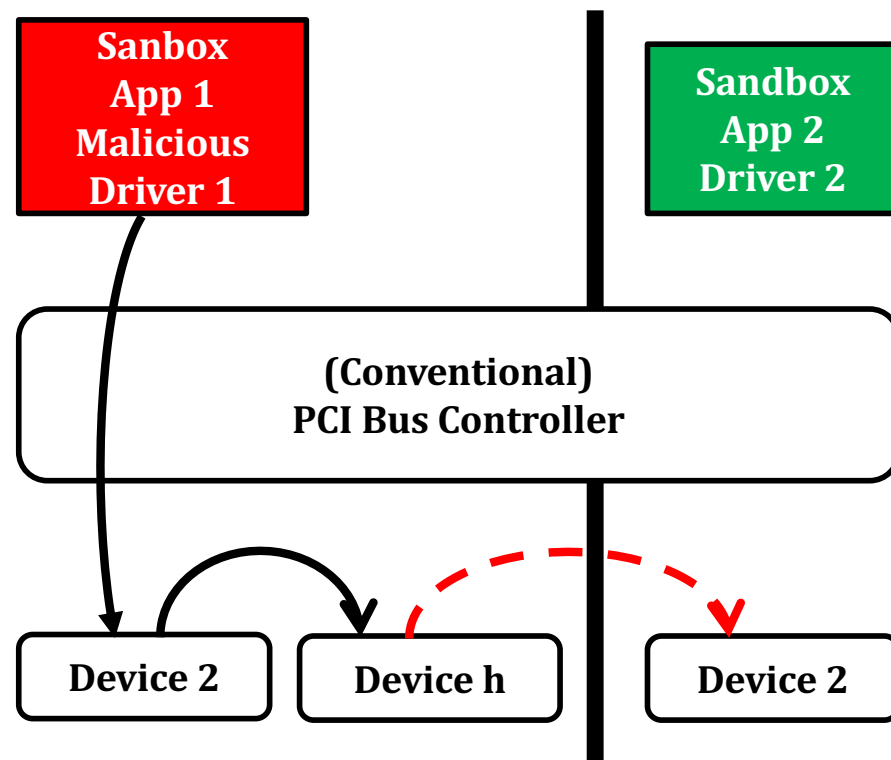 Sanbox
App 1
Malicious
Driver 1
Sandbox
App 2
Driver 2
(Conventional)
PCI Bus Controller
Device 2
Device h
Device 2